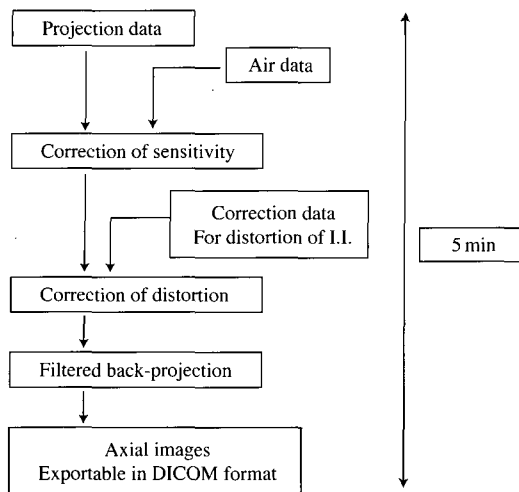 Projection data
Air data
Correction of sensitivity
Correction data
For distortion of I.I.
5 min
Correction of distortion
Filtered back-projection
Axial images
Exportable in DICOM format